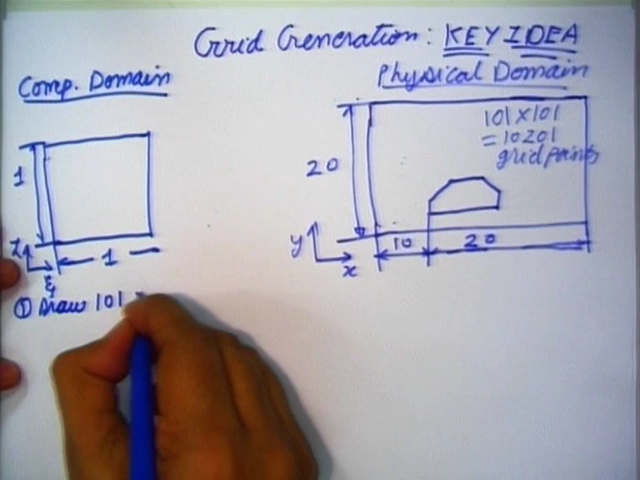 Grid Generation: KEY IDEA
Comp. Domain
Physical Domain
101×101
=10201
grid points
1
20
y
10
20
x
1
ξ
① Draw 101